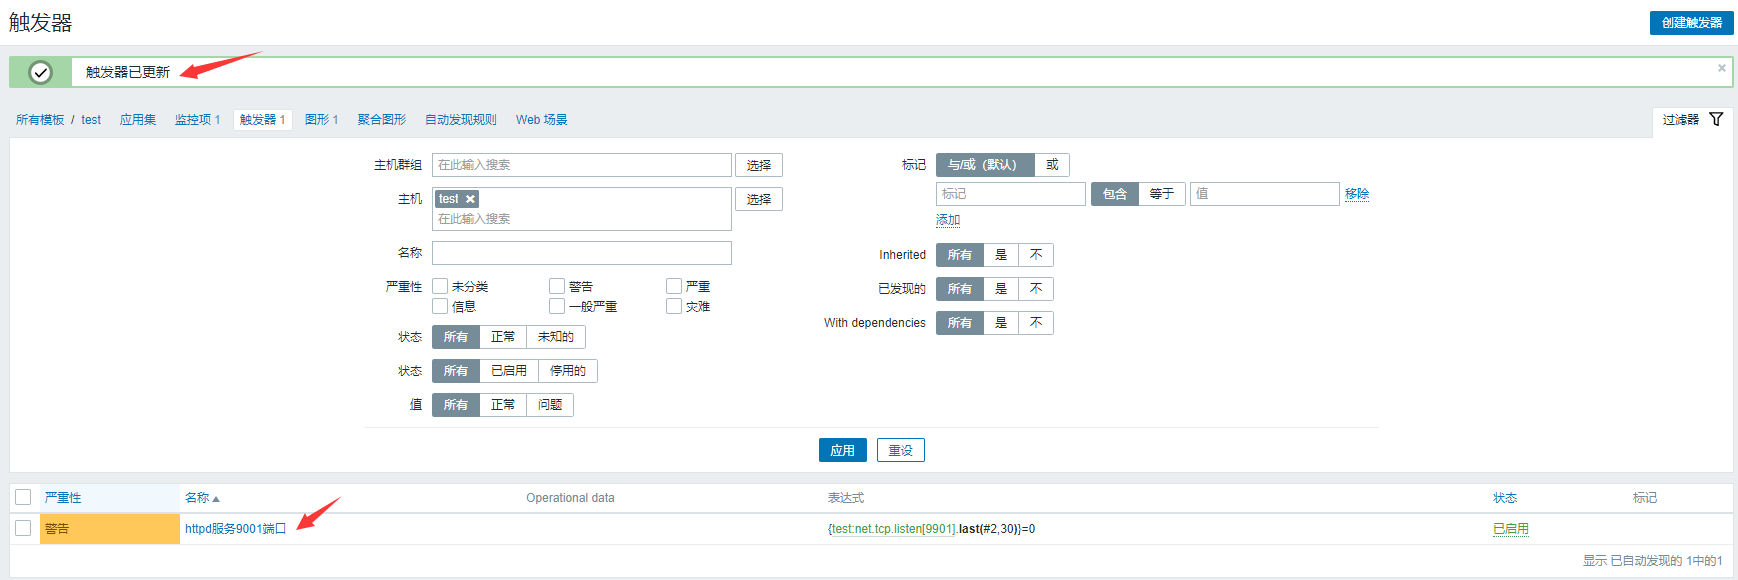 触发器
创建触发器
触发器已更新
所有模板 / test 应用集 监控项 1 触发器 1 图形 1 聚合图形 自动发现规则 Web 场景
过滤器
主机群组 在此输入搜索 选择
主机 test 选择
在此输入搜索
名称
严重性 未分类 警告 严重
信息 一般严重 灾难
状态 所有 正常 未知的
状态 所有 已启用 停用的
值 所有 正常 问题
标记 与/或（默认） 或
标记 包含 等于 值 移除
添加
Inherited 所有 是 不
已发现的 所有 是 不
With dependencies 所有 是 不
应用 重设
严重性 名称 Operational data 表达式 状态 标记
警告 httpd服务9001端口 {test:net.tcp.listen[9901].last(#2,30)}=0 已启用
显示 已自动发现的 1中的1